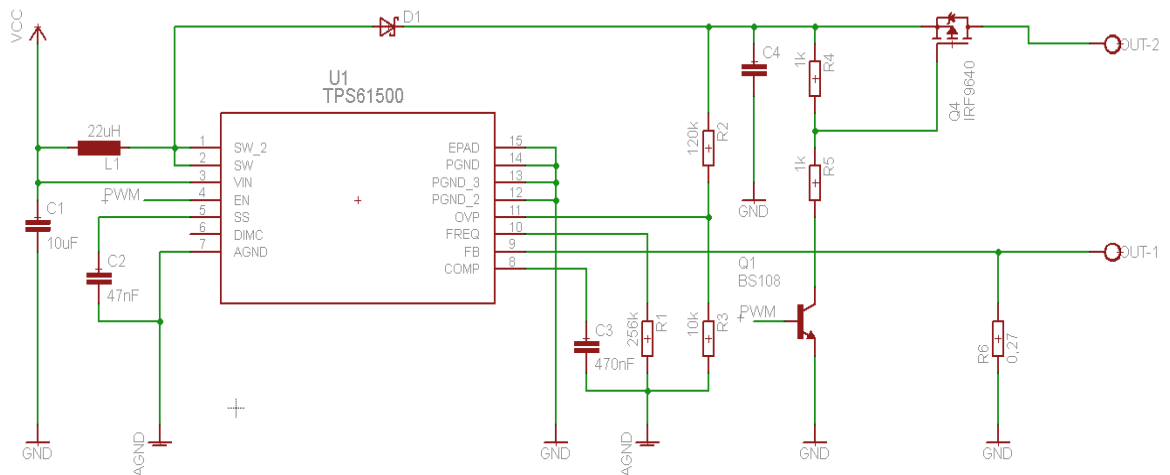 VCC
D1
C4
1k
R4
Q4
IRF9640
OUT-2
U1
TPS61500
22uH
L1
1 SW_2 EPAD 15
2 SW PGND 14
3 VIN PGND_3 13
4 EN PGND_2 12
5 SS OVP 11
6 DIMC FREQ 10
7 AGND FB 9
COMP 8
PWM
C1
10uF
C2
47nF
120k
R2
1k
R5
GND
OUT-1
Q1
BS108
PWM
C3
470nF
256k
R1
10k
R3
R6
0,27
GND
AGND
GND
AGND
GND
GND